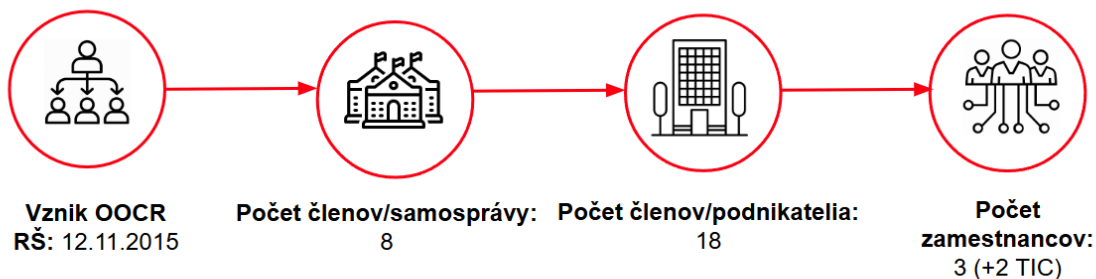 Vznik OOCR
RŠ: 12.11.2015
Počet členov/samosprávy:
8
Počet členov/podnikatelia:
18
Počet
zamestnancov:
3 (+2 TIC)